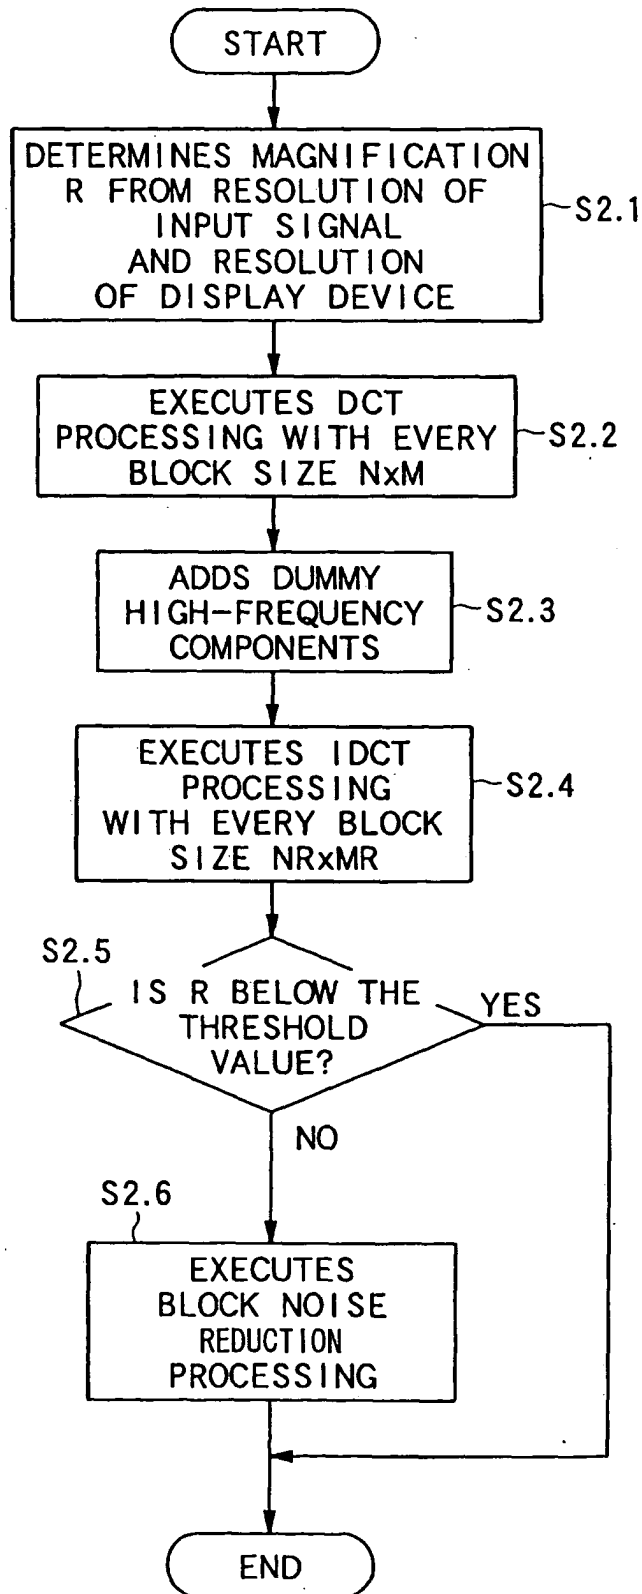 START
DETERMINES MAGNIFICATION
R FROM RESOLUTION OF
INPUT SIGNAL
AND RESOLUTION
OF DISPLAY DEVICE
S2.1
EXECUTES DCT
PROCESSING WITH EVERY
BLOCK SIZE NxM
S2.2
ADDS DUMMY
HIGH-FREQUENCY
COMPONENTS
S2.3
EXECUTES IDCT
PROCESSING
WITH EVERY BLOCK
SIZE NRxMR
S2.4
S2.5
IS R BELOW THE
THRESHOLD
VALUE?
YES
NO
S2.6
EXECUTES
BLOCK NOISE
REDUCTION
PROCESSING
END